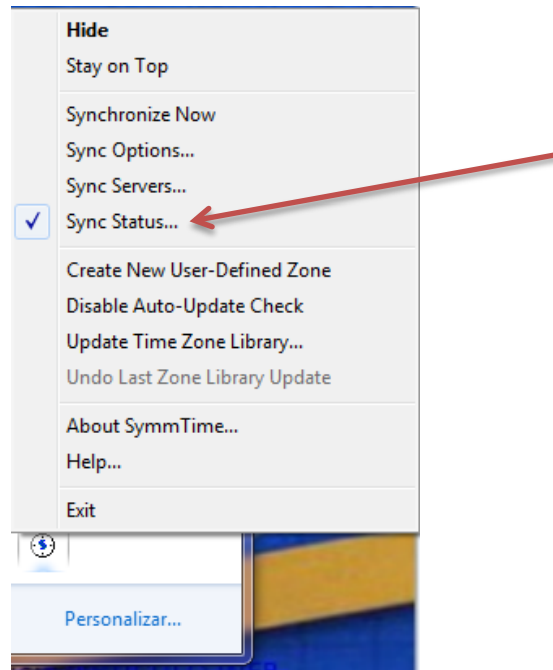 Hide
Stay on Top
Synchronize Now
Sync Options...
Sync Servers...
Sync Status...
Create New User-Defined Zone
Disable Auto-Update Check
Update Time Zone Library...
Undo Last Zone Library Update
About SymmTime...
Help...
Exit
Personalizar...